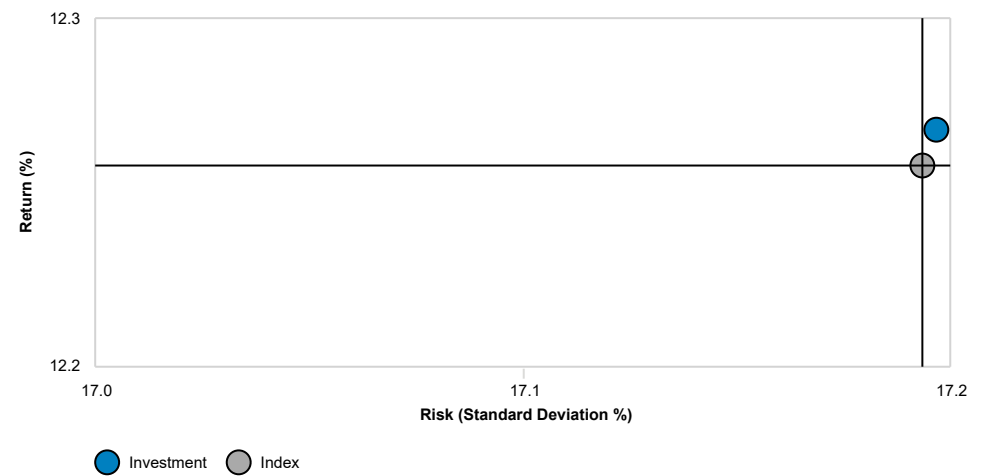 12.3
Return (%)
12.2
17.0 17.1 17.2
Risk (Standard Deviation %)
Investment Index